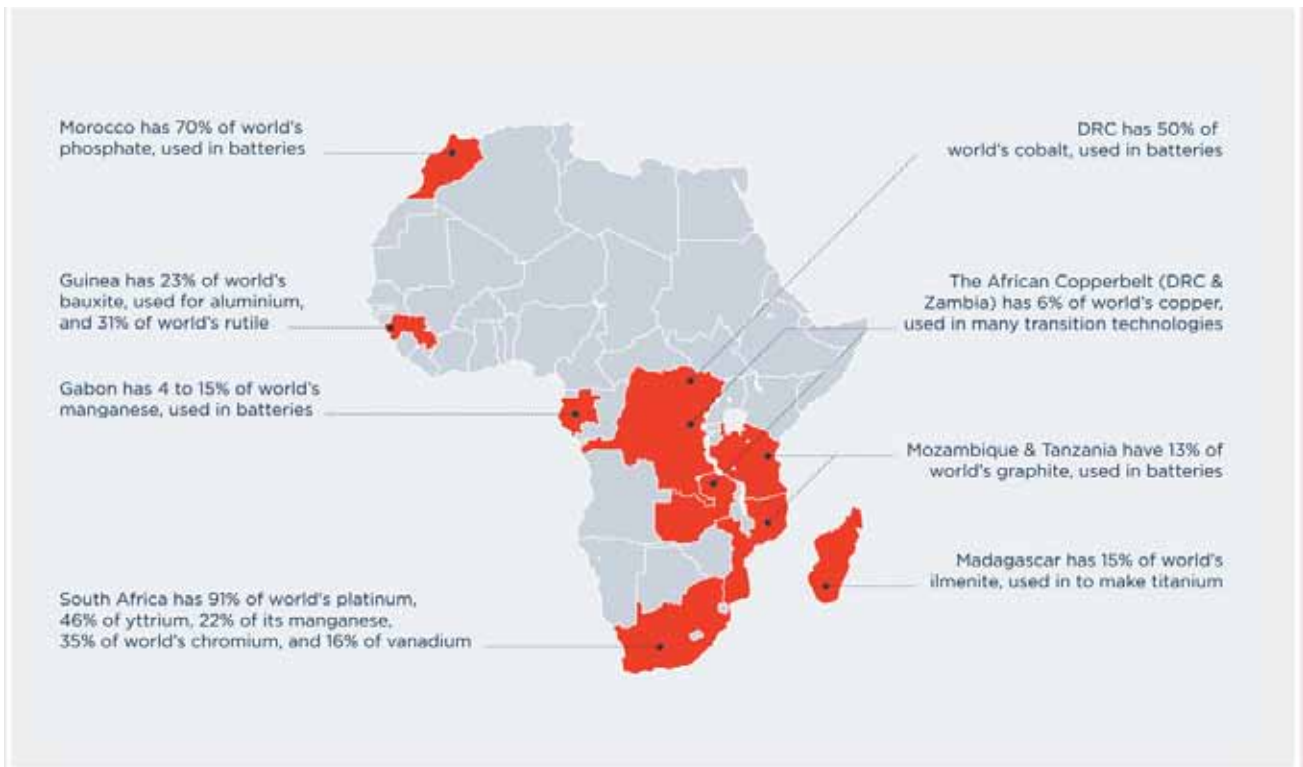 Morocco has 70% of world's
phosphate, used in batteries
Guinea has 23% of world's
bauxite, used for aluminium,
and 31% of world's rutile
Gabon has 4 to 15% of world's
manganese, used in batteries
South Africa has 91% of world's platinum,
46% of yttrium, 22% of its manganese,
35% of world's chromium, and 16% of vanadium
DRC has 50% of
world's cobalt, used in batteries
The African Copperbelt (DRC &
Zambia) has 6% of world's copper,
used in many transition technologies
Mozambique & Tanzania have 13% of
world's graphite, used in batteries
Madagascar has 15% of world's
ilmenite, used in to make titanium